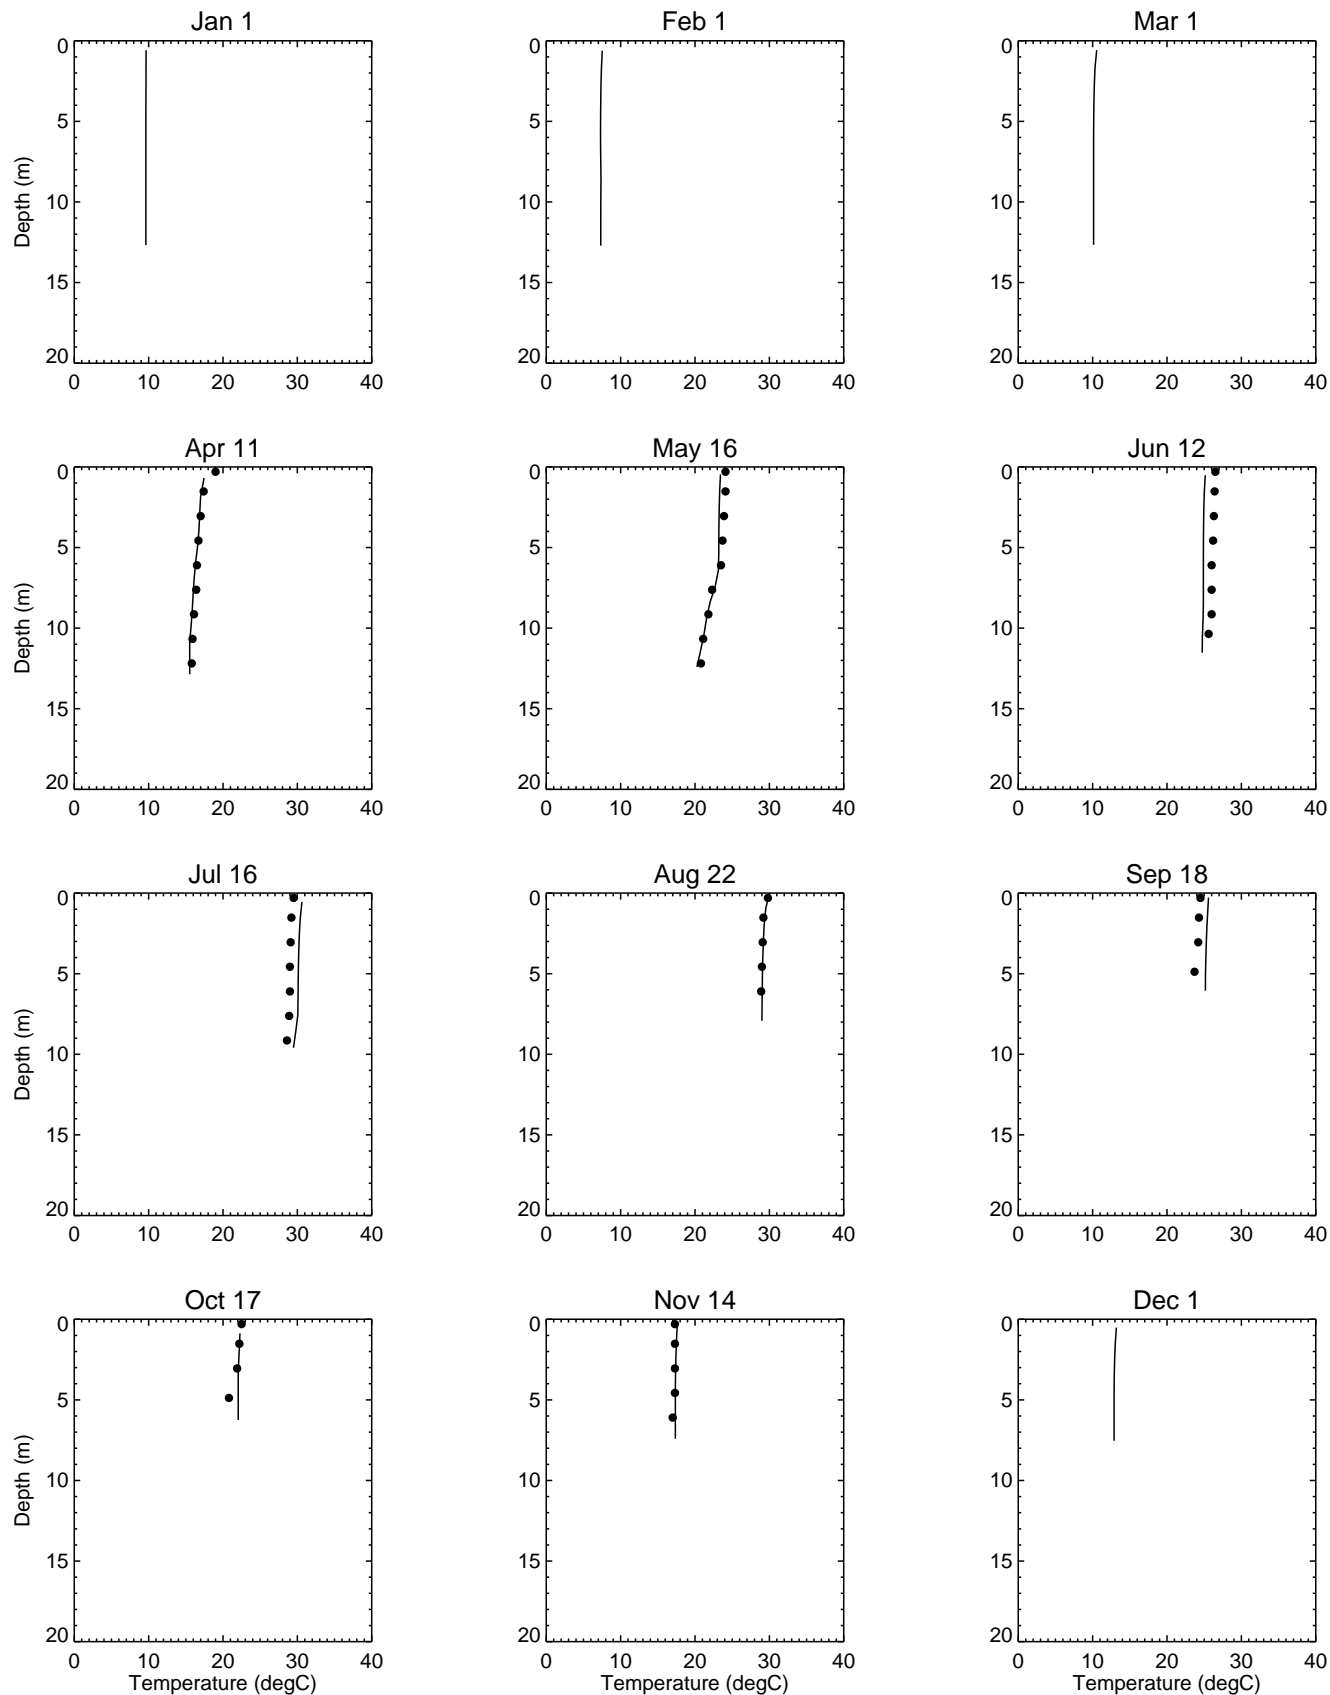 Jan 1 Feb 1 Mar 1
0 0 0
5 5 5
10 10 10
15 15 15
20 20 20
Depth (m)
0 10 20 30 40 0 10 20 30 40 0 10 20 30 40
Apr 11 May 16 Jun 12
0 0 0
5 5 5
10 10 10
15 15 15
20 20 20
Depth (m)
0 10 20 30 40 0 10 20 30 40 0 10 20 30 40
Jul 16 Aug 22 Sep 18
0 0 0
5 5 5
10 10 10
15 15 15
20 20 20
Depth (m)
0 10 20 30 40 0 10 20 30 40 0 10 20 30 40
Oct 17 Nov 14 Dec 1
0 0 0
5 5 5
10 10 10
15 15 15
20 20 20
Depth (m)
0 10 20 30 40 0 10 20 30 40 0 10 20 30 40
Temperature (degC) Temperature (degC) Temperature (degC)